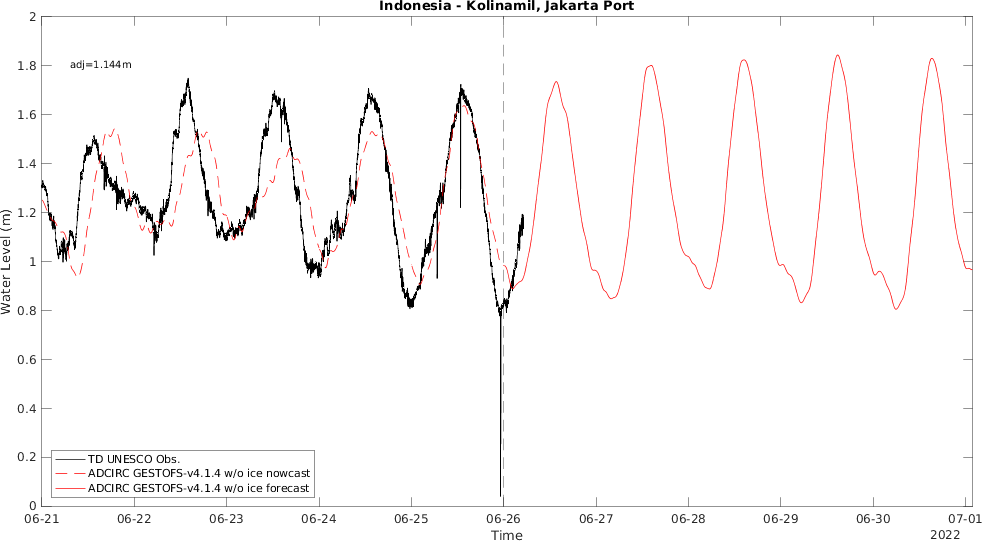 Indonesia - Kolinamil, Jakarta Port
adj=1.144m
Water Level (m)
2
1.8
1.6
1.4
1.2
1
0.8
0.6
0.4
0.2
0
TD UNESCO Obs.
ADCIRC GESTOFS-v4.1.4 w/o ice nowcast
ADCIRC GESTOFS-v4.1.4 w/o ice forecast
06-21 06-22 06-23 06-24 06-25 06-26 06-27 06-28 06-29 06-30 07-01
Time
2022